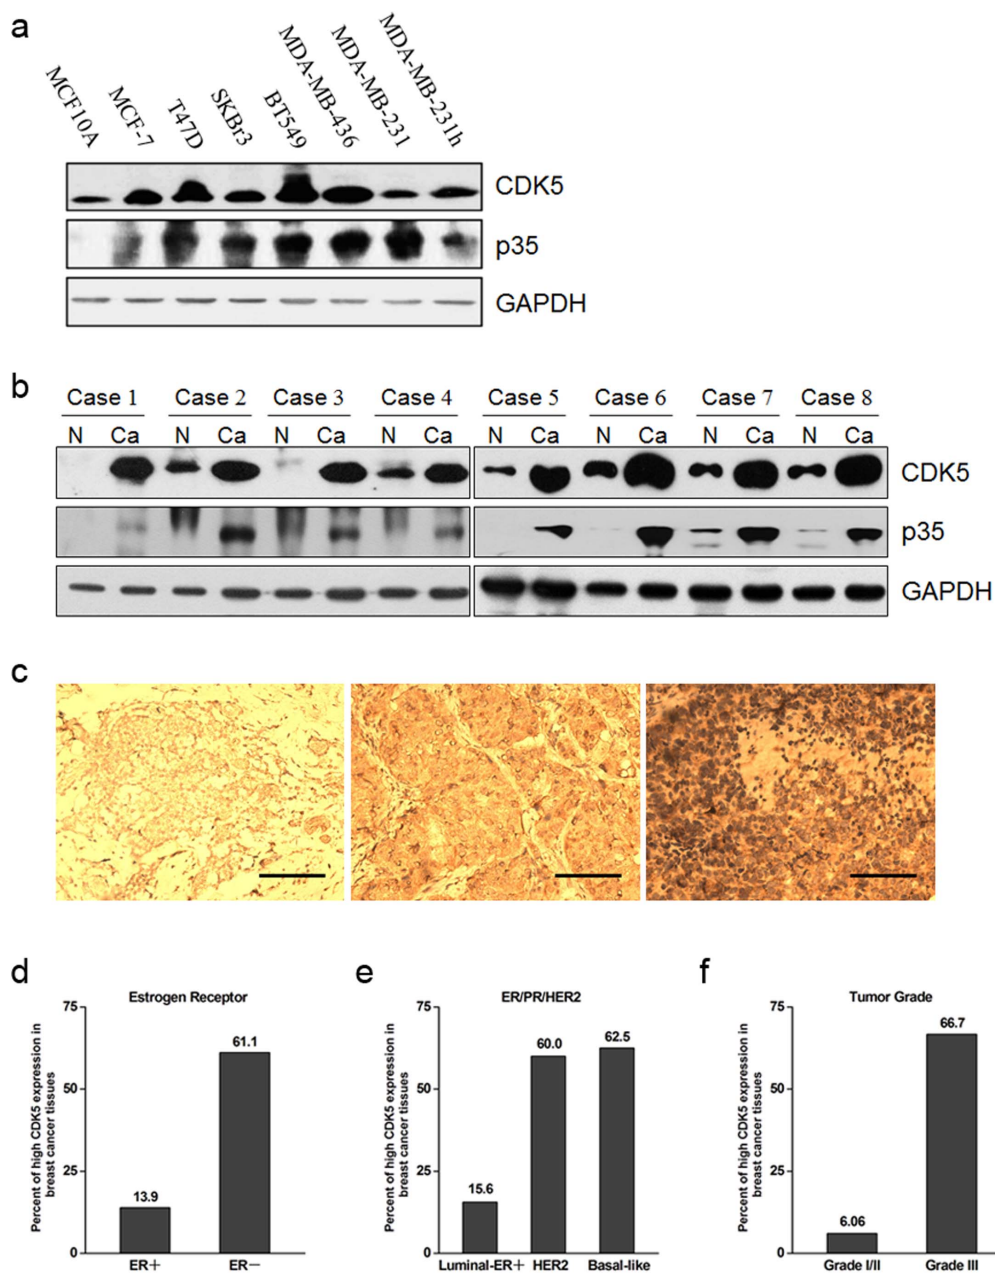 a
MCF10A MCF-7 T47D SKBr3 BT549 MDA-MB-436 MDA-MB-231 MDA-MB-231h
CDK5
p35
GAPDH
b
Case 1 Case 2 Case 3 Case 4 Case 5 Case 6 Case 7 Case 8
N Ca N Ca N Ca N Ca N Ca N Ca N Ca N Ca
CDK5
p35
GAPDH
c
d
Estrogen Receptor
Percent of high CDK5 expression in
breast cancer tissues
75
50
25
0
13.9
61.1
ER+ ER−
e
ER/PR/HER2
Percent of high CDK5 expression in
breast cancer tissues
75
50
25
0
15.6
60.0
62.5
Luminal-ER+ HER2 Basal-like
f
Tumor Grade
Percent of high CDK5 expression in
breast cancer tissues
75
50
25
0
6.06
66.7
Grade I/II Grade III